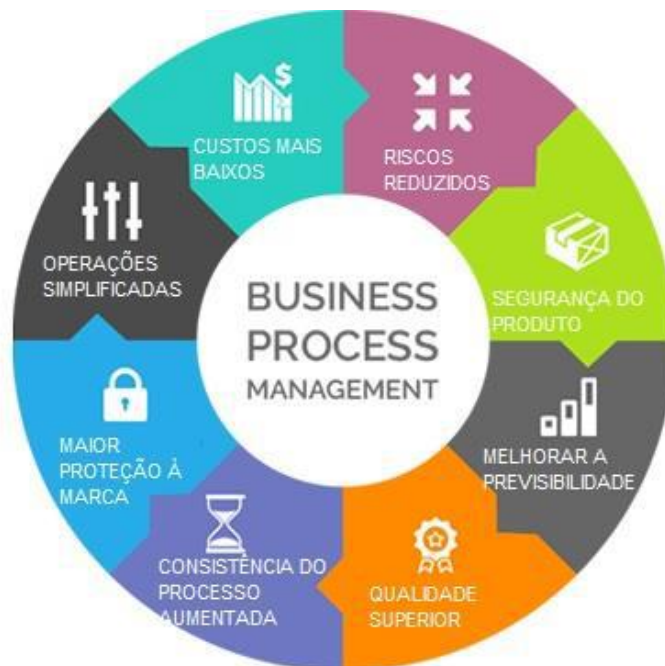 CUSTOS MAIS
BAIXOS
RISCOS
REDUZIDOS
SEGURANÇA DO
PRODUTO
MELHORAR A
PREVISIBILIDADE
QUALIDADE
SUPERIOR
CONSISTÊNCIA DO
PROCESSO
AUMENTADA
MAIOR
PROTEÇÃO À
MARCA
OPERAÇÕES
SIMPLIFICADAS
BUSINESS
PROCESS
MANAGEMENT